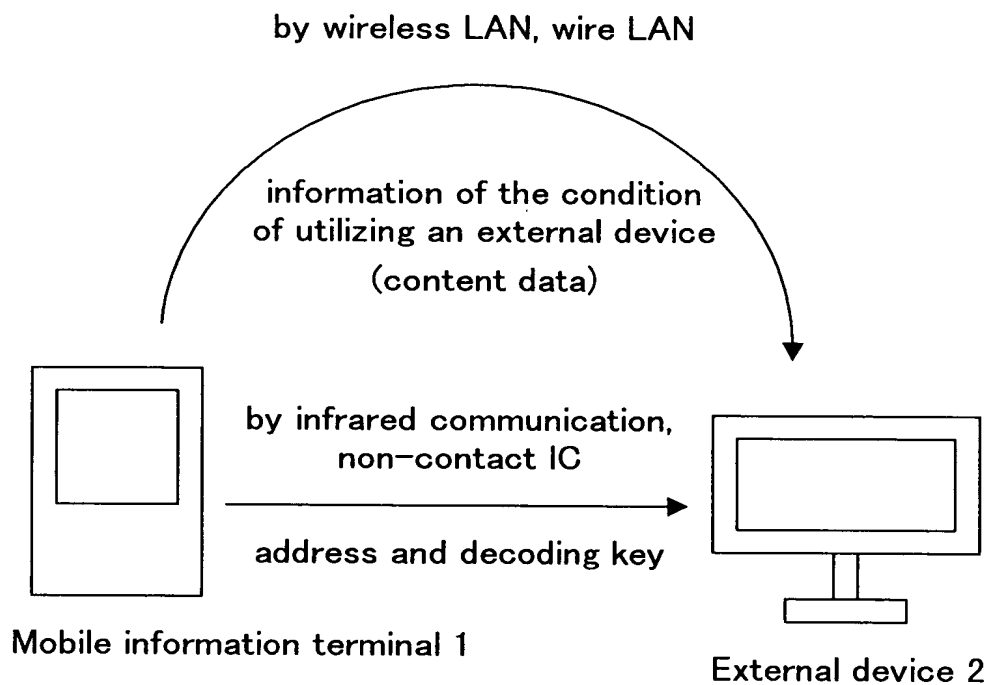 by wireless LAN, wire LAN
information of the condition
of utilizing an external device
(content data)
by infrared communication,
non-contact IC
address and decoding key
Mobile information terminal 1
External device 2